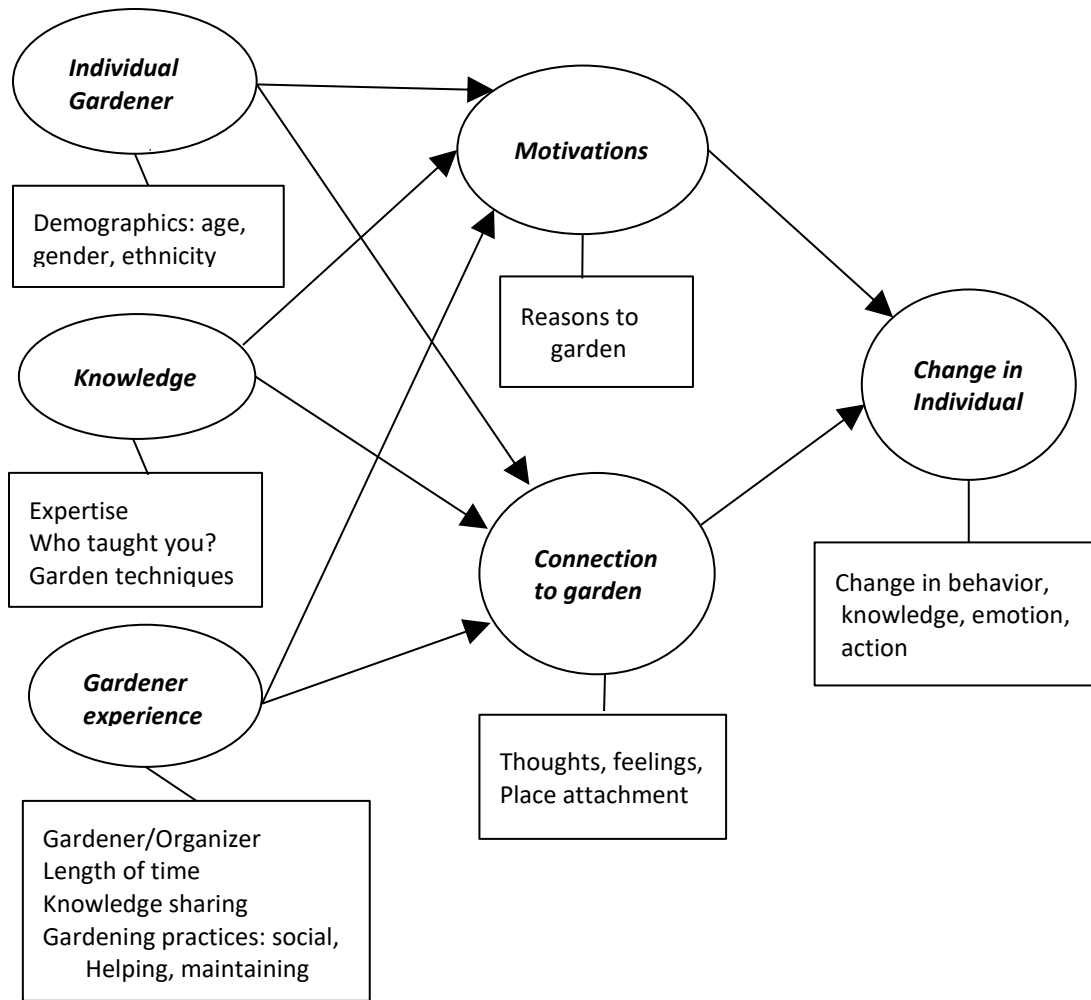 Individual
Gardener
Demographics: age,
gender, ethnicity
Knowledge
Expertise
Who taught you?
Garden techniques
Gardener
experience
Gardener/Organizer
Length of time
Knowledge sharing
Gardening practices: social,
Helping, maintaining
Motivations
Reasons to
garden
Connection
to garden
Thoughts, feelings,
Place attachment
Change in
Individual
Change in behavior,
knowledge, emotion,
action